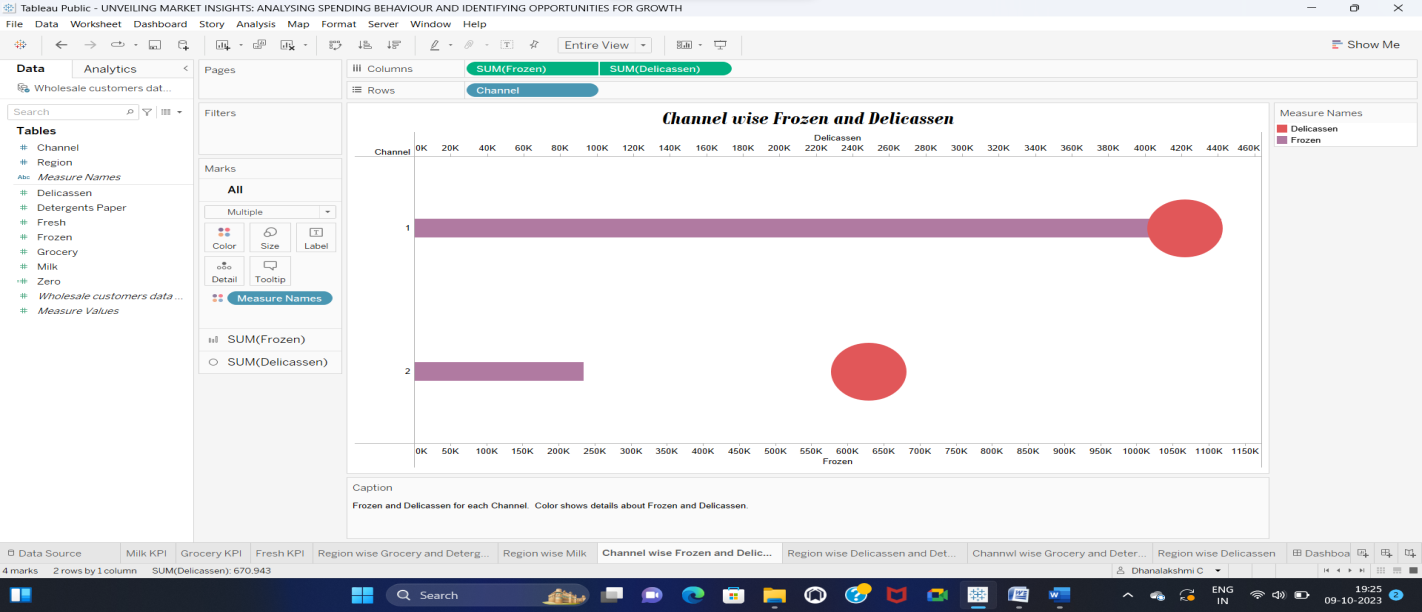 Tableau Public - UNVEILING MARKET INSIGHTS: ANALYSING SPENDING BEHAVIOUR AND IDENTIFYING OPPORTUNITIES FOR GROWTH
File Data Worksheet Dashboard Story Analysis Map Format Server Window Help
Entire View
Show Me
Data Analytics
Pages
Columns SUM(Frozen) SUM(Delicassen)
Wholesale customers dat...
Rows Channel
Search
Filters
Channel wise Frozen and Delicassen
Measure Names
Delicassen
Frozen
Tables
Channel
Region
Abc Measure Names
Delicassen
Detergents Paper
Fresh
Frozen
Grocery
Milk
Zero
Wholesale customers data ...
Measure Values
Marks
All
Multiple
Color Size Label
Detail Tooltip
Measure Names
SUM(Frozen)
SUM(Delicassen)
Delicassen
Channel 0K 20K 40K 60K 80K 100K 120K 140K 160K 180K 200K 220K 240K 260K 280K 300K 320K 340K 360K 380K 400K 420K 440K 460K
1
2
0K 50K 100K 150K 200K 250K 300K 350K 400K 450K 500K 550K 600K 650K 700K 750K 800K 850K 900K 950K 1000K 1050K 1100K 1150K
Frozen
Caption
Frozen and Delicassen for each Channel. Color shows details about Frozen and Delicassen.
Data Source Milk KPI Grocery KPI Fresh KPI Region wise Grocery and Deterg... Region wise Milk Channel wise Frozen and Delic... Region wise Delicassen and Det... Channwl wise Grocery and Deter... Region wise Delicassen Dashboa
4 marks 2 rows by 1 column SUM(Delicassen): 670,943 Dhanalakshmi C
Search
ENG
IN
19:25
09-10-2023
2